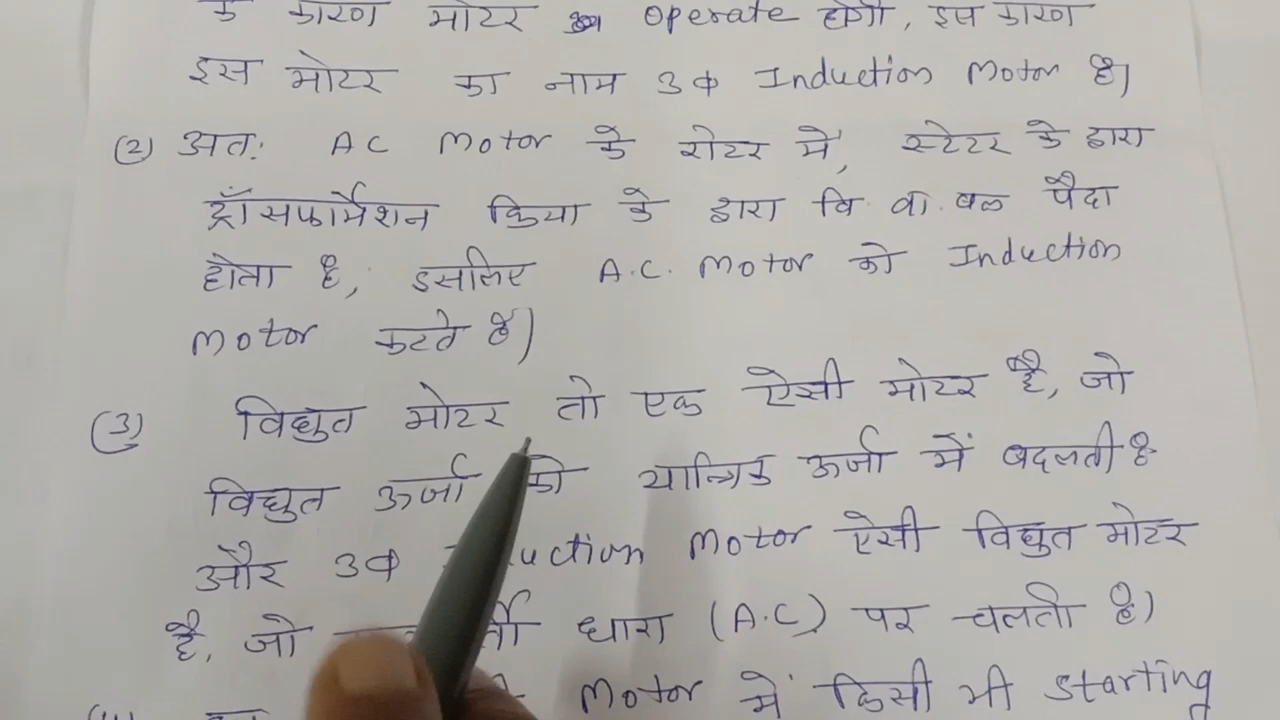 के कारण मोटर Operate होगी, इस कारण
इस मोटर का नाम 3Φ Induction Motor है।
(2) अत: AC Motor के रोटर में, स्टेटर के द्वारा
ट्राँसफार्मेशन क्रिया के द्वारा वि. वा. बल पैदा
होता है, इसलिए A.C. Motor को Induction
Motor कहते है।
(3) विद्युत मोटर तो एक ऐसी मोटर है, जो
विद्युत ऊर्जा को यान्त्रिक ऊर्जा में बदलती है
और 3Φ Motor ऐसी विद्युत मोटर
है, जो धारा (A.C) पर चलती है।
Motor में किसी भी starting